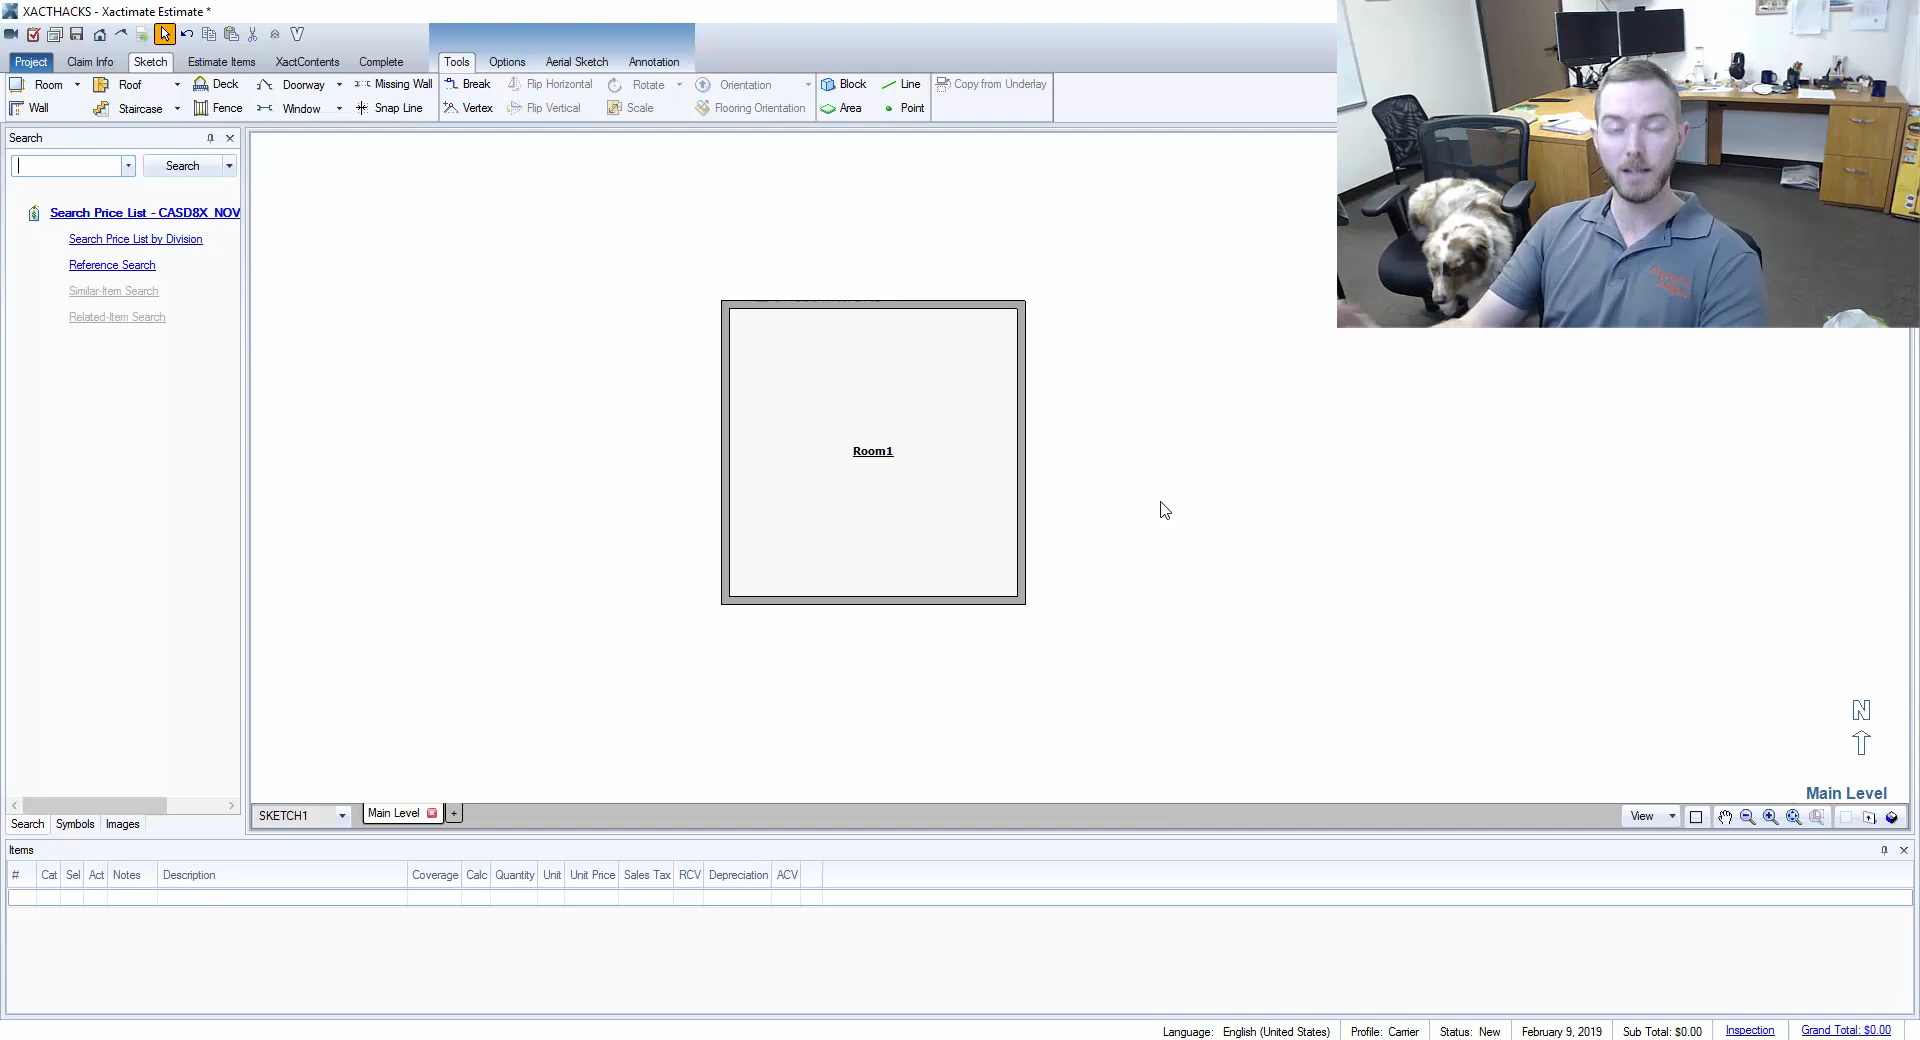 XACTHACKS - Xactimate Estimate *
Project Claim Info Sketch Estimate Items XactContents Complete Tools Options Aerial Sketch Annotation
Room Roof Deck Doorway Missing Wall Break Flip Horizontal Rotate Orientation Block Line Copy from Underlay
Wall Staircase Fence Window Snap Line Vertex Flip Vertical Scale Flooring Orientation Area Point
Search
Search
Search Price List - CASD8X_NOV
Search Price List by Division
Reference Search
Similar-Item Search
Related-Item Search
Room1
N
Main Level
SKETCH1 Main Level + View
Search Symbols Images
Items
# Cat Sel Act Notes Description Coverage Calc Quantity Unit Unit Price Sales Tax RCV Depreciation ACV
Language: English (United States) Profile: Carrier Status: New February 9, 2019 Sub Total: $0.00 Inspection Grand Total: $0.00